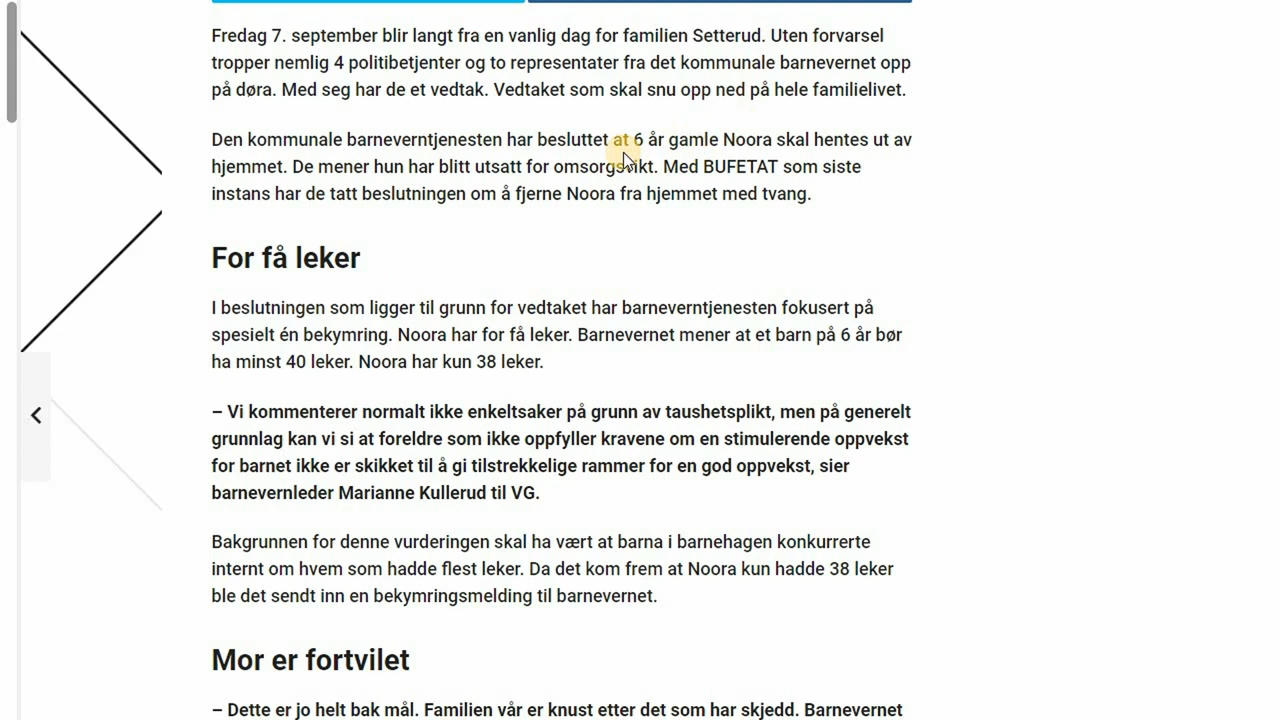 Fredag 7. september blir langt fra en vanlig dag for familien Setterud. Uten forvarsel
tropper nemlig 4 politibetjenter og to representater fra det kommunale barnevernet opp
på døra. Med seg har de et vedtak. Vedtaket som skal snu opp ned på hele familielivet.
Den kommunale barneverntjenesten har besluttet at 6 år gamle Noora skal hentes ut av
hjemmet. De mener hun har blitt utsatt for omsorgsvikt. Med BUFETAT som siste
instans har de tatt beslutningen om å fjerne Noora fra hjemmet med tvang.
For få leker
I beslutningen som ligger til grunn for vedtaket har barneverntjenesten fokusert på
spesielt én bekymring. Noora har for få leker. Barnevernet mener at et barn på 6 år bør
ha minst 40 leker. Noora har kun 38 leker.
– Vi kommenterer normalt ikke enkeltsaker på grunn av taushetsplikt, men på generelt
grunnlag kan vi si at foreldre som ikke oppfyller kravene om en stimulerende oppvekst
for barnet ikke er skikket til å gi tilstrekkelige rammer for en god oppvekst, sier
barnevernleder Marianne Kullerud til VG.
Bakgrunnen for denne vurderingen skal ha vært at barna i barnehagen konkurrerte
internt om hvem som hadde flest leker. Da det kom frem at Noora kun hadde 38 leker
ble det sendt inn en bekymringsmelding til barnevernet.
Mor er fortvilet
– Dette er jo helt bak mål. Familien vår er knust etter det som har skjedd. Barnevernet